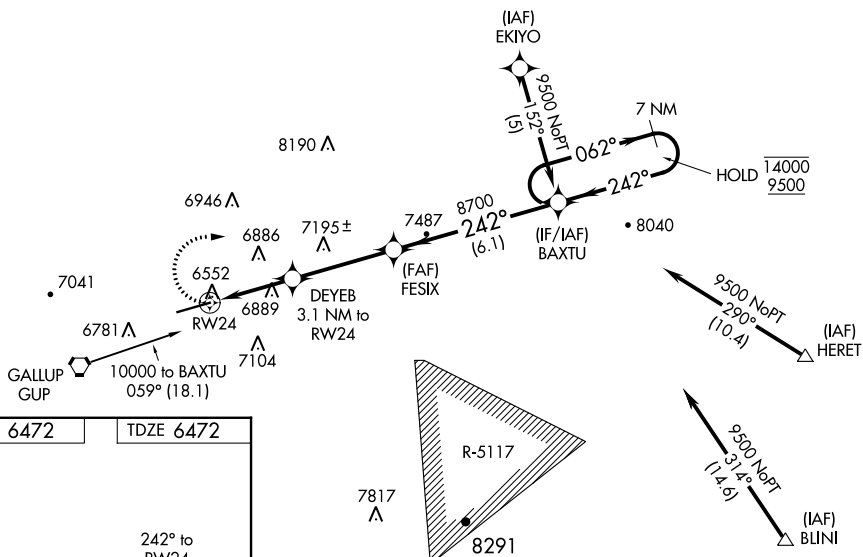 (IAF)
EKIYO
9500 NoPT
152°
(5)
7 NM
062°
242°
HOLD
14000
9500
8190
6946
6886
7195±
7487
8700
242°
(6.1)
(IF/IAF)
BAXTU
8040
(FAF)
FESIX
7041
6552
6889
DEYEB
3.1 NM to
RW24
RW24
6781
7104
GALLUP
GUP
10000 to BAXTU
059° (18.1)
9500 NoPT
290°
(10.4)
(IAF)
HERET
6472
TDZE 6472
R-5117
9500 NoPT
314°
(14.6)
7817
8291
(IAF)
BLINI
242° to
RW24